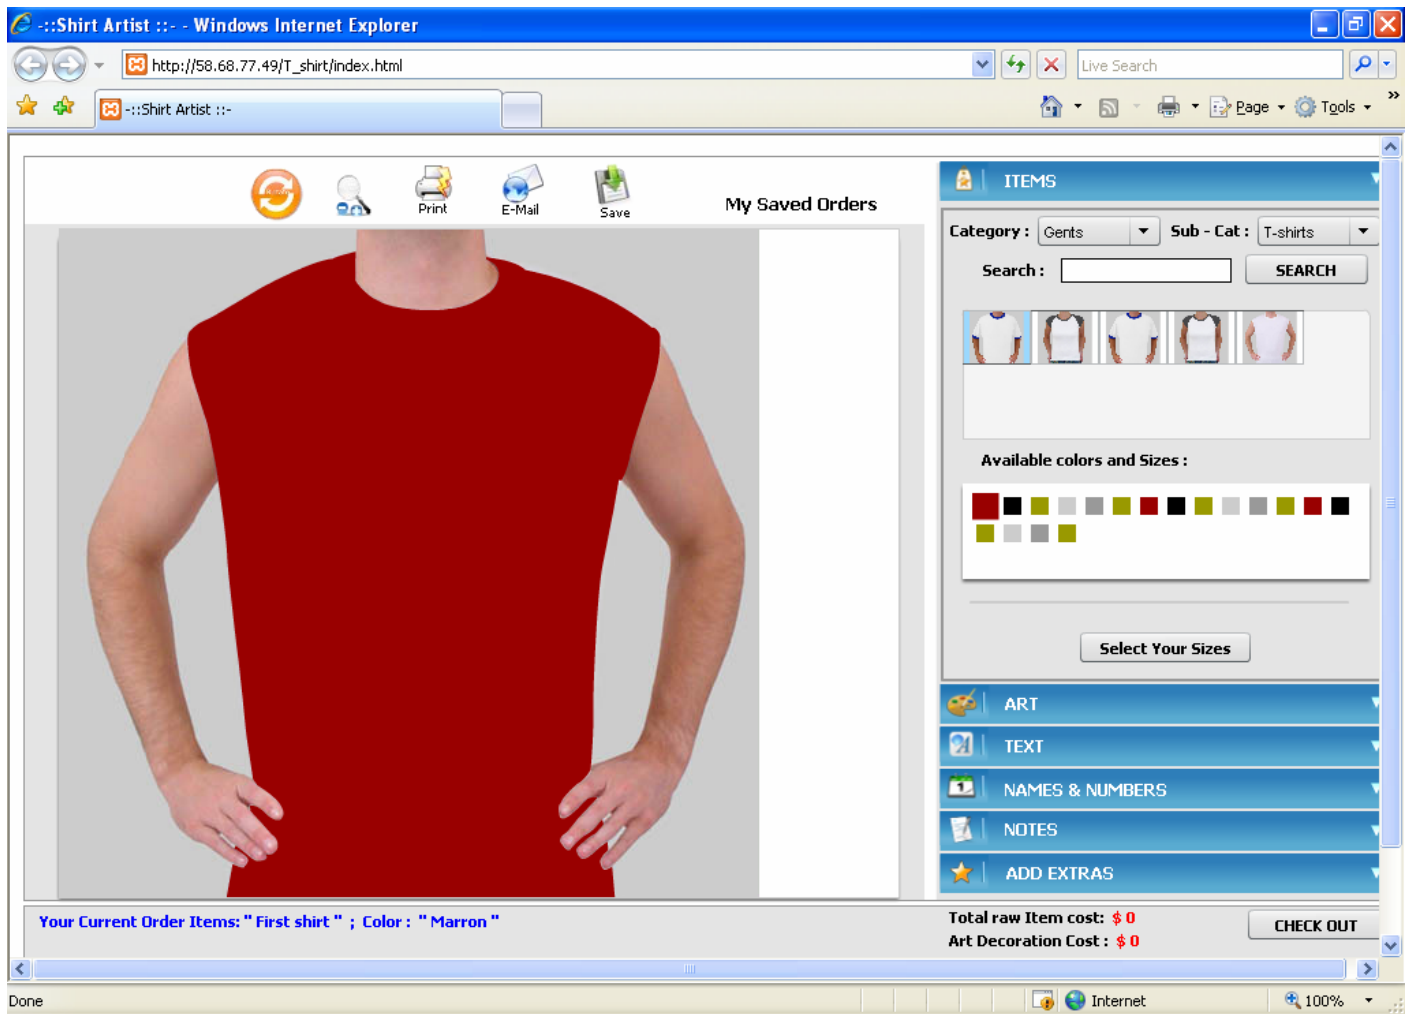 -::Shirt Artist ::- - Windows Internet Explorer
http://58.68.77.49/T_shirt/index.html
Live Search
-::Shirt Artist ::-
Page
Tools
Print
E-Mail
Save
My Saved Orders
ITEMS
Category :
Gents
Sub - Cat :
T-shirts
Search :
SEARCH
Available colors and Sizes :
Select Your Sizes
ART
TEXT
NAMES & NUMBERS
NOTES
ADD EXTRAS
Your Current Order Items: " First shirt " ; Color : " Marron "
Total raw Item cost: $ 0
Art Decoration Cost : $ 0
CHECK OUT
Done
Internet
100%